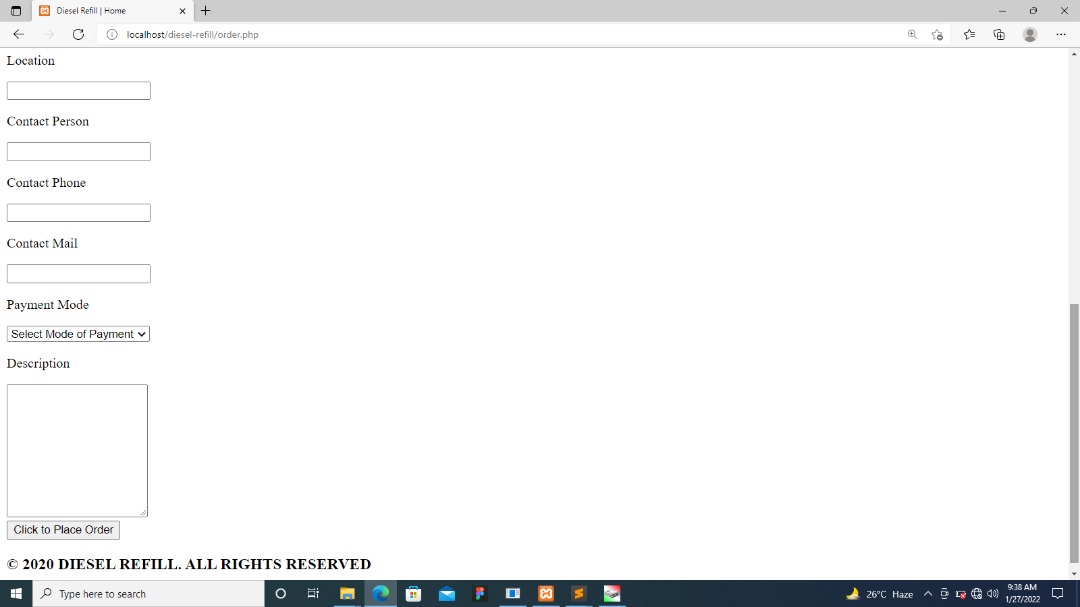 Diesel Refill | Home
localhost/diesel-refill/order.php
Location
Contact Person
Contact Phone
Contact Mail
Payment Mode
Select Mode of Payment
Description
Click to Place Order
© 2020 DIESEL REFILL. ALL RIGHTS RESERVED
Type here to search
26°C Haze
9:38 AM
1/27/2022